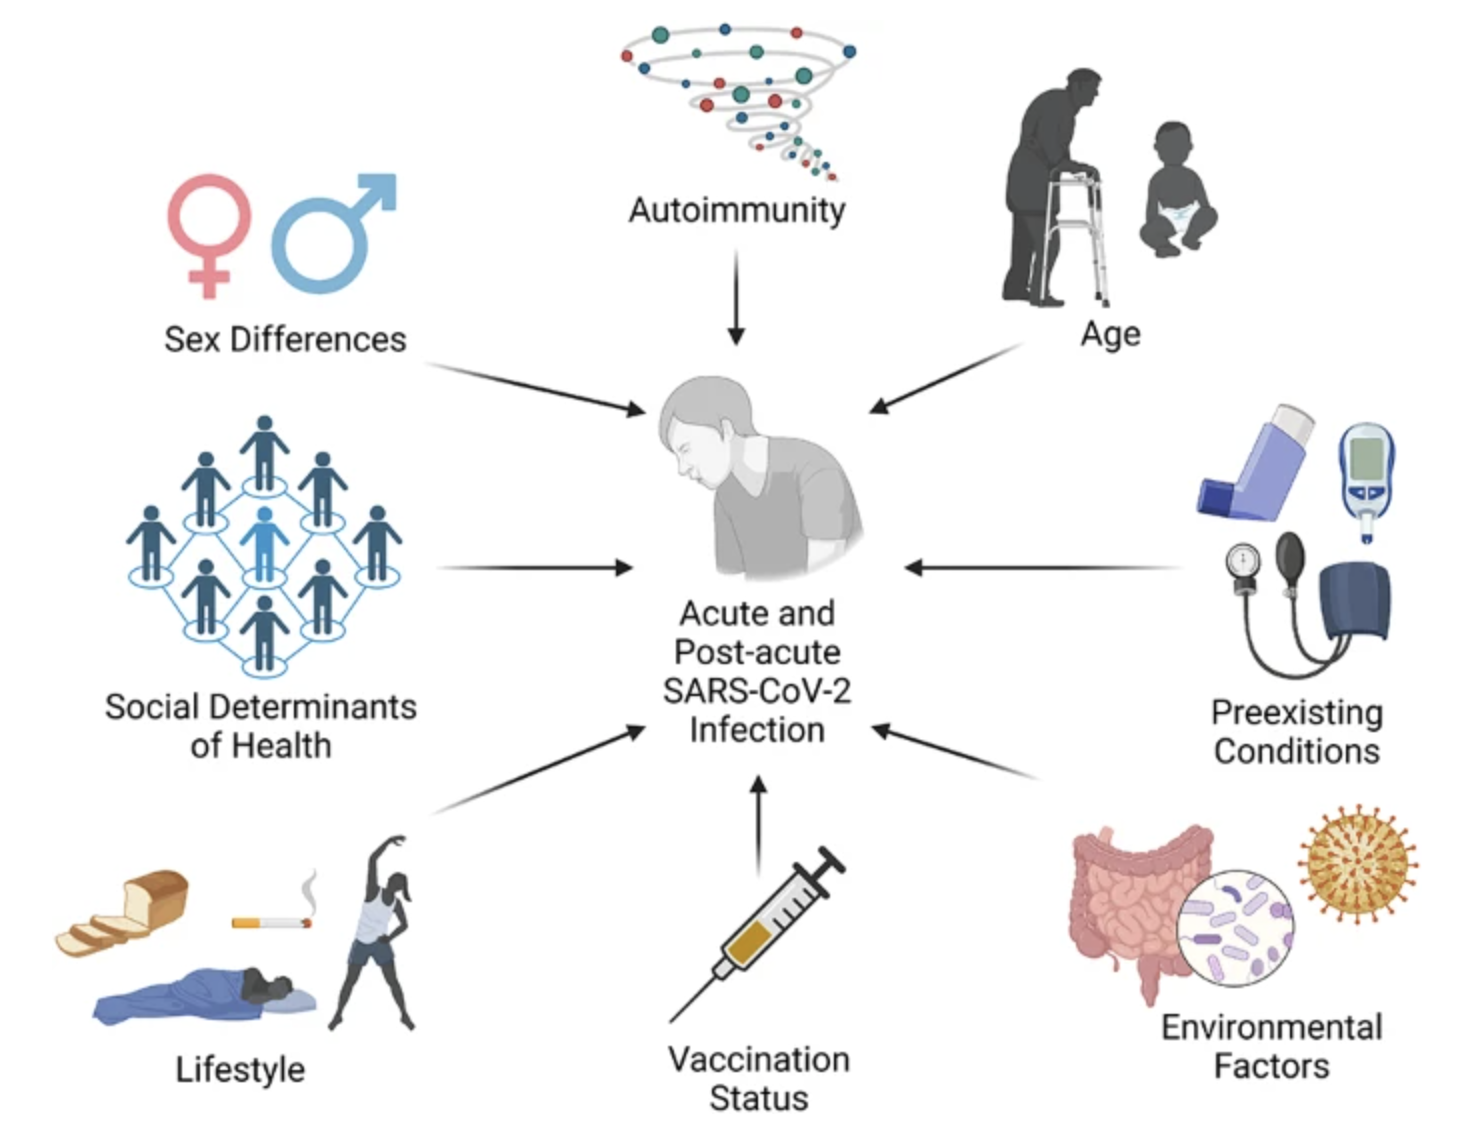 Autoimmunity
Age
Sex Differences
Acute and
Post-acute
SARS-CoV-2
Infection
Social Determinants
of Health
Preexisting
Conditions
Lifestyle
Vaccination
Status
Environmental
Factors